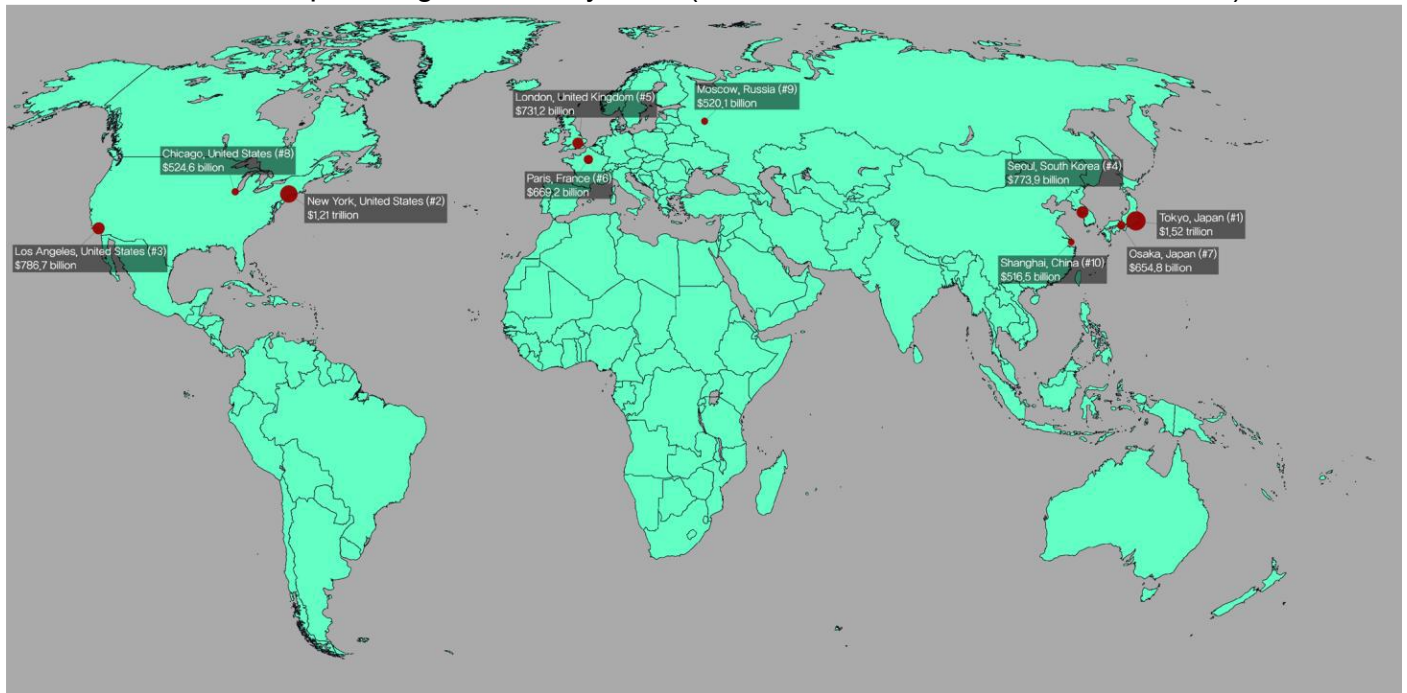 London, United Kingdom (#5)
$731,2 billion
Moscow, Russia (#9)
$520,1 billion
Chicago, United States (#8)
$524,6 billion
Paris, France (#6)
$669,2 billion
Seoul, South Korea (#4)
$773,9 billion
New York, United States (#2)
$1,21 trillion
Tokyo, Japan (#1)
$1,52 trillion
Los Angeles, United States (#3)
$786,7 billion
Shanghai, China (#10)
$516,5 billion
Osaka, Japan (#7)
$654,8 billion